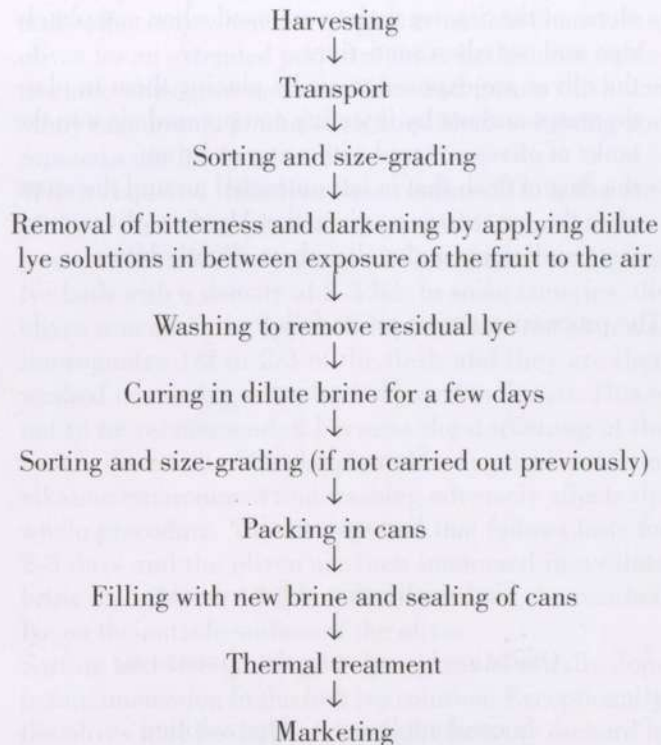 Harvesting
↓
Transport
↓
Sorting and size-grading
↓
Removal of bitterness and darkening by applying dilute
lye solutions in between exposure of the fruit to the air
↓
Washing to remove residual lye
↓
Curing in dilute brine for a few days
↓
Sorting and size-grading (if not carried out previously)
↓
Packing in cans
↓
Filling with new brine and sealing of cans
↓
Thermal treatment
↓
Marketing